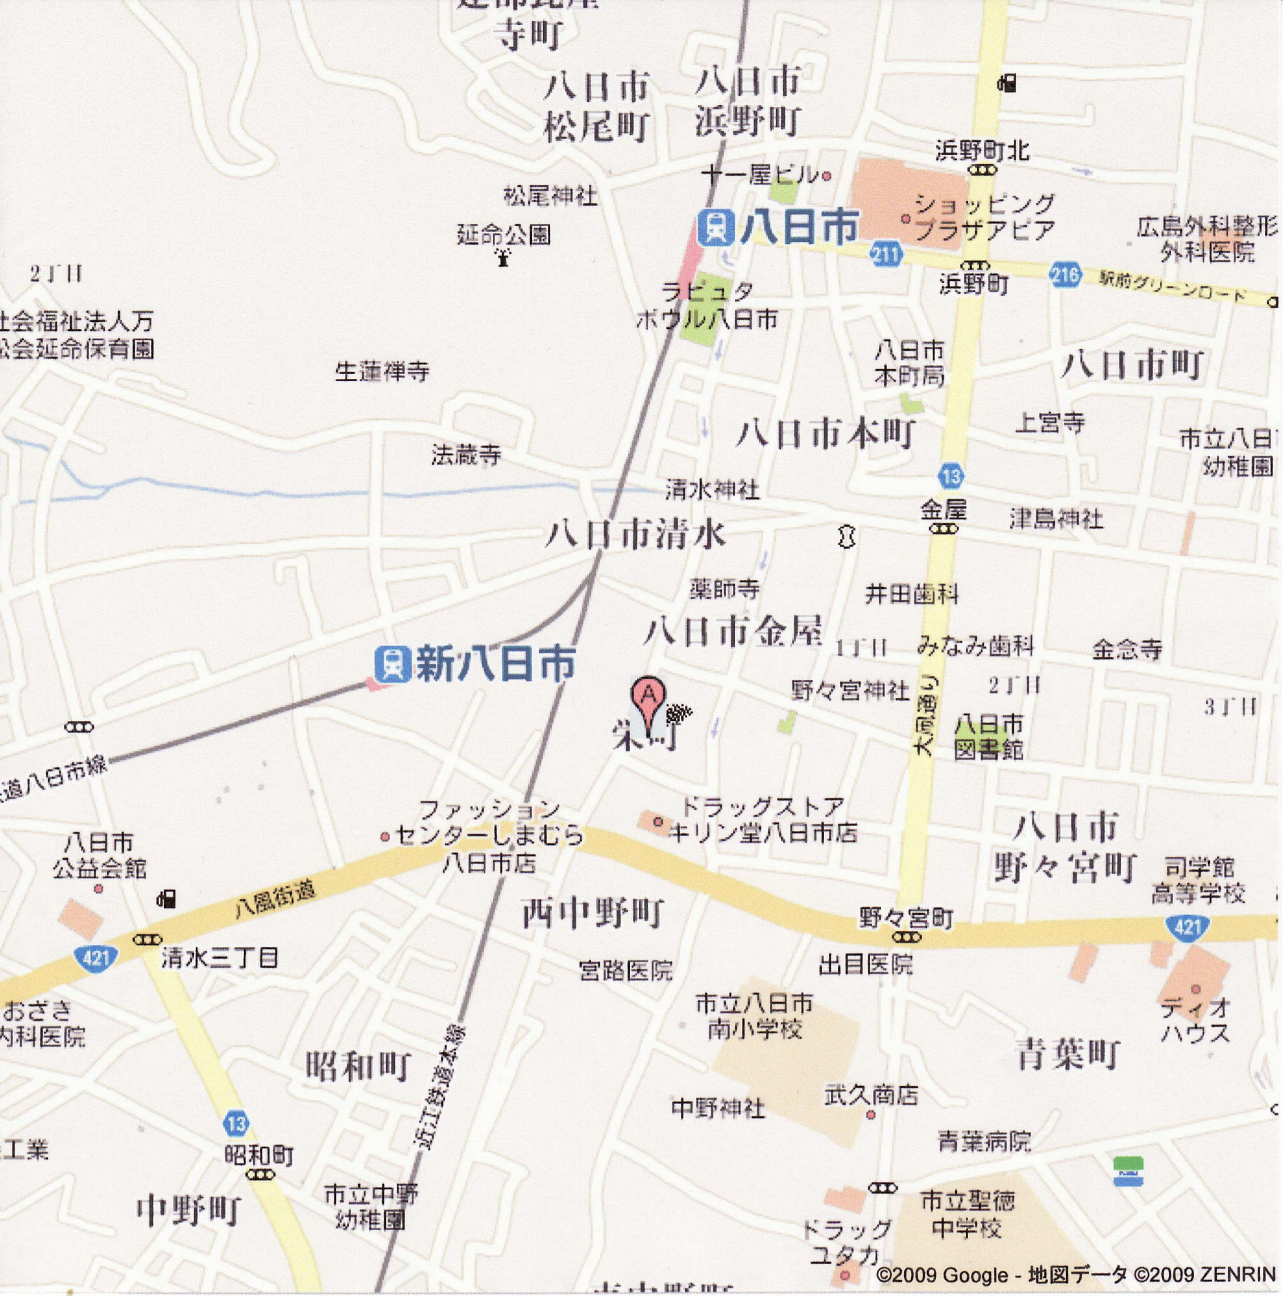 寺町
八日市
松尾町
八日市
浜野町
浜野町北
十一屋ビル
松尾神社
延命公園
八日市
ショッピング
プラザアピア
広島外科整形
外科医院
211
216
浜野町
駅前グリーンロード
2丁目
ラピュタ
ボウル八日市
社会福祉法人万
松会延命保育園
生蓮禅寺
八日市
本町局
八日市町
八日市本町
上宮寺
市立八日
幼稚園
法蔵寺
13
清水神社
金屋
津島神社
八日市清水
薬師寺
井田歯科
八日市金屋
1丁目
みなみ歯科
金念寺
新八日市
野々宮神社
2丁目
3丁目
A
栄町
大凧通り
八日市
図書館
鉄道八日市線
ファッション
センターしまむら
八日市店
ドラッグストア
キリン堂八日市店
八日市
公益会館
八日市
野々宮町
司学館
高等学校
八風街道
西中野町
野々宮町
421
421
清水三丁目
宮路医院
出目医院
おざき
内科医院
市立八日市
南小学校
ディオ
ハウス
昭和町
近江鉄道本線
青葉町
武久商店
中野神社
13
工業
昭和町
青葉病院
中野町
市立中野
幼稚園
市立聖徳
中学校
ドラッグ
ユタカ
©2009 Google - 地図データ ©2009 ZENRIN